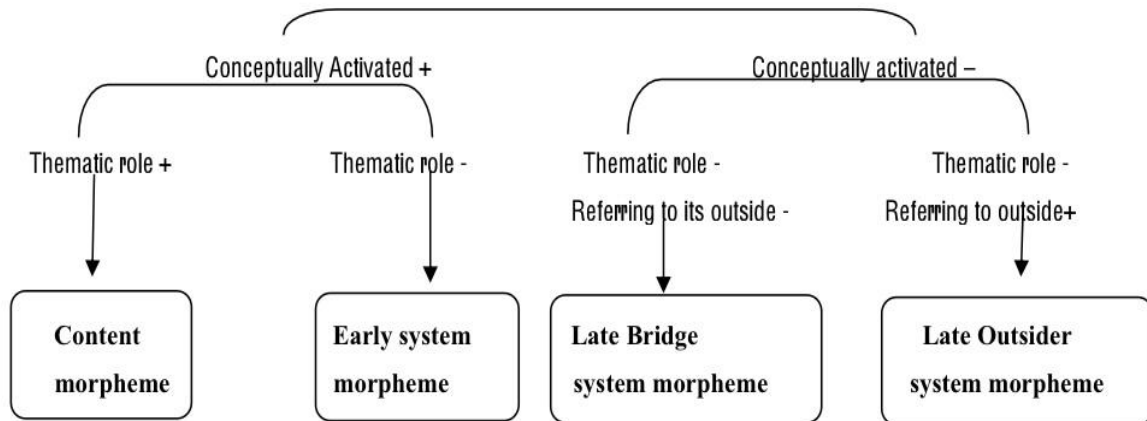 Conceptually Activated +
Conceptually activated –
Thematic role +
Thematic role -
Thematic role -
Thematic role -
Referring to its outside -
Referring to outside+
Content
morpheme
Early system
morpheme
Late Bridge
system morpheme
Late Outsider
system morpheme